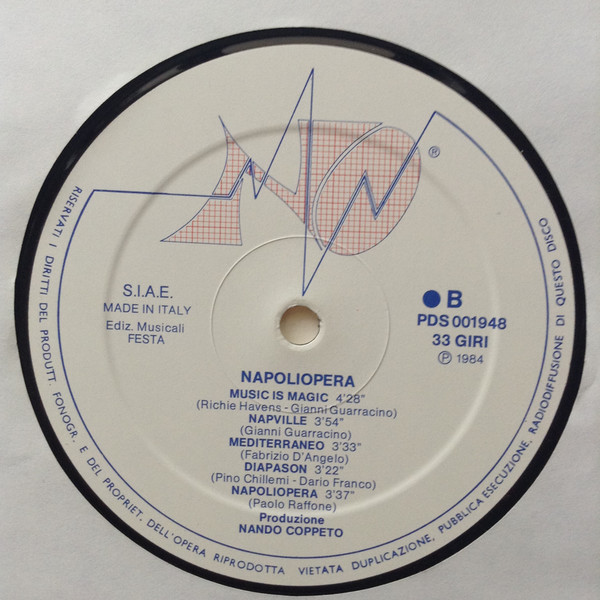 ®
S.I.A.E.
MADE IN ITALY
Ediz. Musicali
FESTA
B
PDS 001948
33 GIRI
Ⓟ 1984
NAPOLIOPERA
MUSIC IS MAGIC 4'28"
(Richie Havens - Gianni Guarracino)
NAPVILLE 3'54"
(Gianni Guarracino)
MEDITERRANEO 3'33"
(Fabrizio D'Angelo)
DIAPASON 3'22"
(Pino Chillemi - Dario Franco)
NAPOLIOPERA 3'37"
(Paolo Raffone)
Produzione
NANDO COPPETO
RISERVATI I DIRITTI DEL PRODUTT. FONOGR. E DEL PROPRIET. DELL'OPERA RIPRODOTTA VIETATA DUPLICAZIONE, PUBBLICA ESECUZIONE, RADIODIFFUSIONE DI QUESTO DISCO